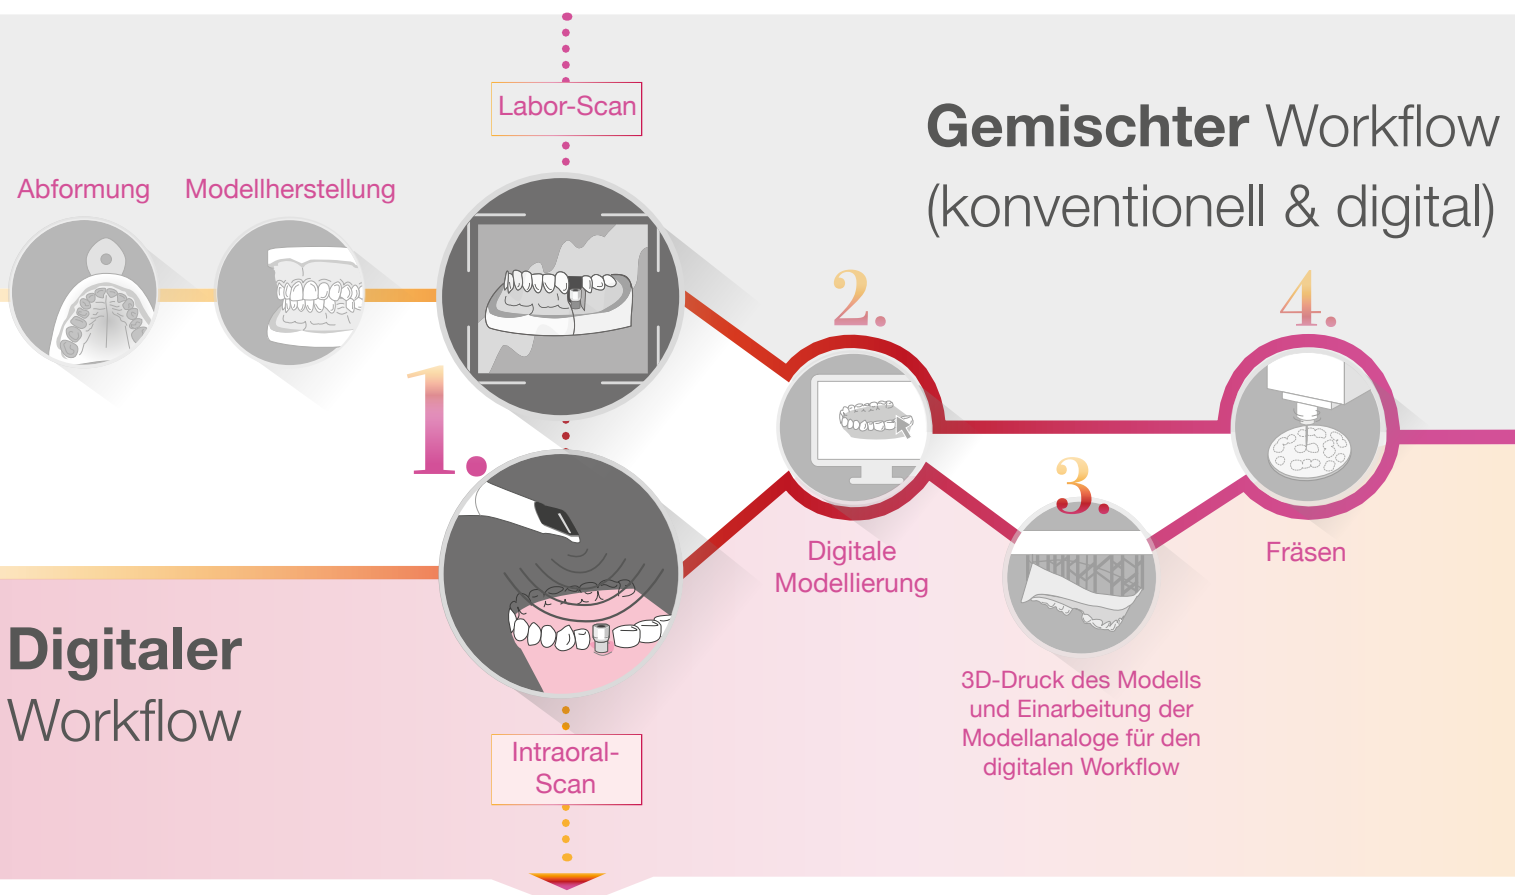 Labor-Scan
Gemischter Workflow
(konventionell & digital)
Abformung
Modellherstellung
1.
2.
4.
3.
Digitale
Modellierung
Fräsen
Digitaler
Workflow
3D-Druck des Modells
und Einarbeitung der
Modellanaloge für den
digitalen Workflow
Intraoral-
Scan